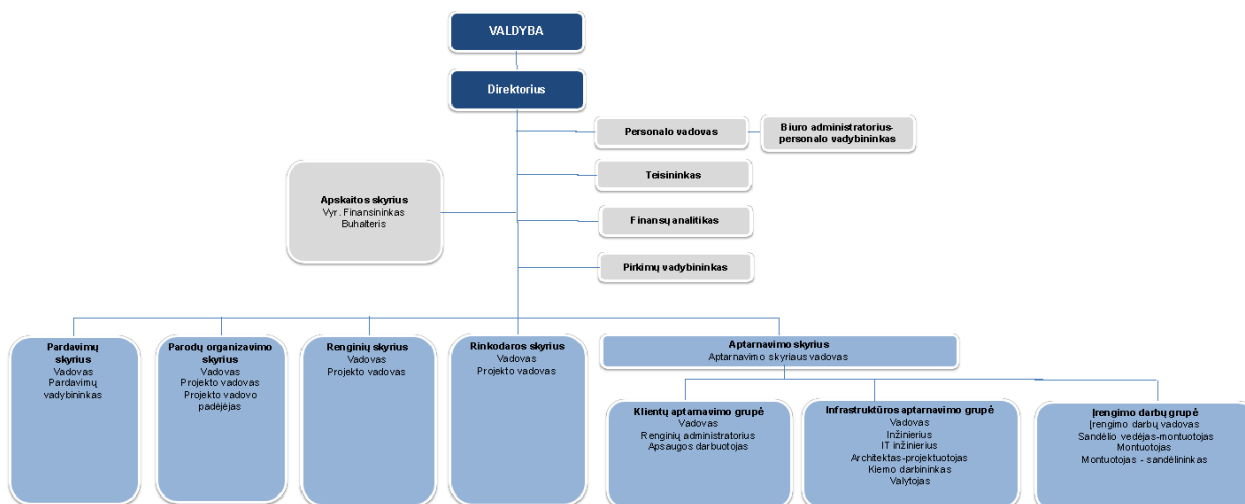 VALDYBA
Direktorius
Personalo vadovas
Biuro administratorius-
personalo vadybininkas
Teisininkas
Apskaitos skyrius
Vyr. Finansininkas
Buhalteris
Finansų analitikas
Pirkimų vadybininkas
Pardavimų
skyrius
Vadovas
Pardavimų
vadybininkas
Parodų organizavimo
skyrius
Vadovas
Projekto vadovas
Projekto vadovo
padėjėjas
Renginių skyrius
Vadovas
Projekto vadovas
Rinkodaros skyrius
Vadovas
Projekto vadovas
Aptarnavimo skyrius
Aptarnavimo skyriaus vadovas
Klientų aptarnavimo grupė
Vadovas
Renginių administratorius
Apsaugos darbuotojas
Infrastruktūros aptarnavimo grupė
Vadovas
Inžinierius
IT inžinierius
Architektas-projektuotojas
Kiemo darbininkas
Valytojas
Įrengimo darbų grupė
Įrengimo darbų vadovas
Sandėlio vedėjas-montuotojas
Montuotojas
Montuotojas - sandėlininkas